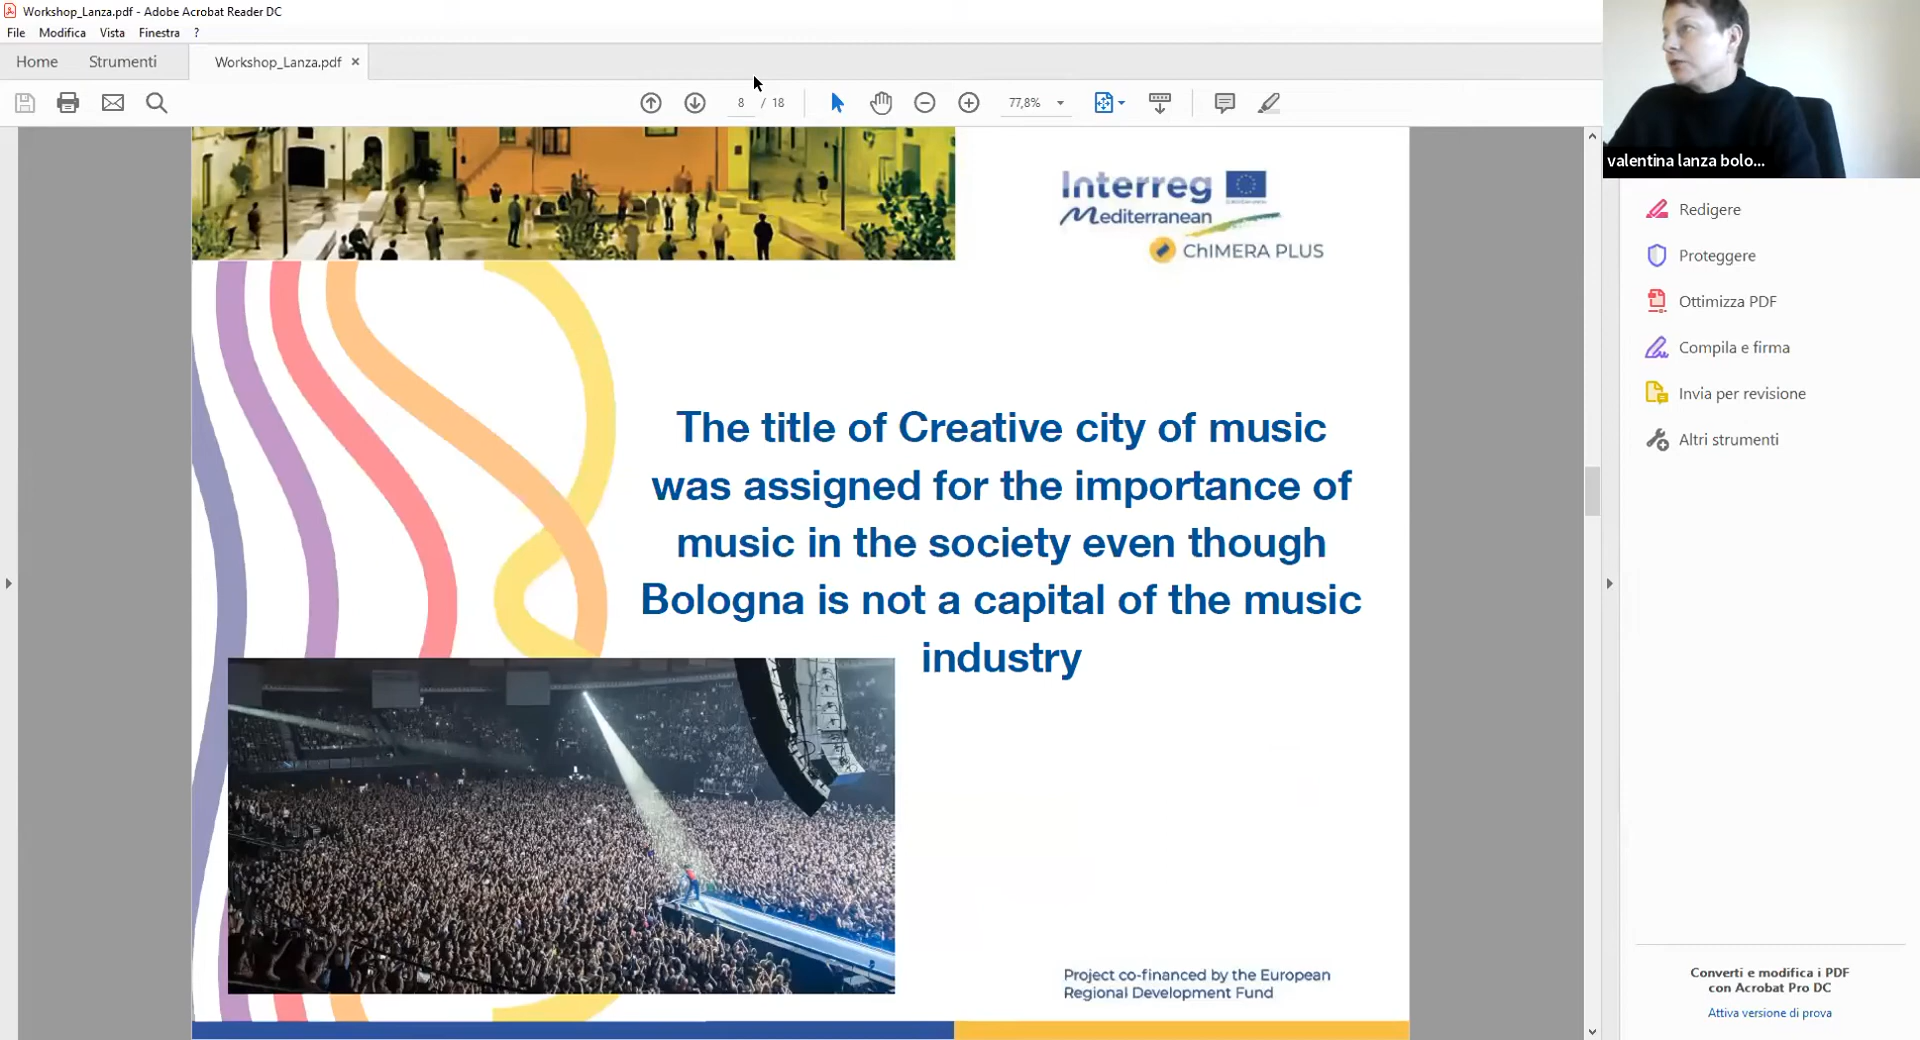 Workshop_Lanza.pdf - Adobe Acrobat Reader DC
File Modifica Vista Finestra ?
Home Strumenti Workshop_Lanza.pdf ×
8 / 18 77,8%
valentina lanza bolo...
Interreg
Mediterranean
ChIMERA PLUS
The title of Creative city of music
was assigned for the importance of
music in the society even though
Bologna is not a capital of the music
industry
Project co-financed by the European
Regional Development Fund
Redigere
Proteggere
Ottimizza PDF
Compila e firma
Invia per revisione
Altri strumenti
Converti e modifica i PDF
con Acrobat Pro DC
Attiva versione di prova